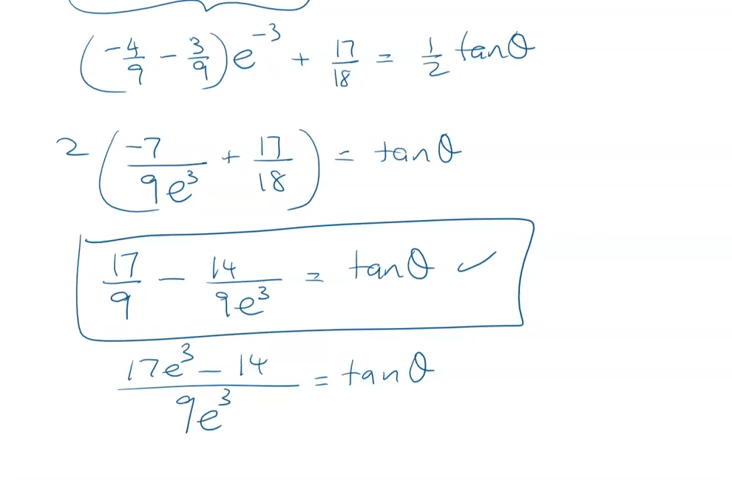 (-4/9 - 3/9) e^-3 + 17/18 = 1/2 tanθ
2 (-7/9e^3 + 17/18) = tanθ
17/9 - 14/9e^3 = tanθ ✓
17e^3 - 14/9e^3 = tanθ